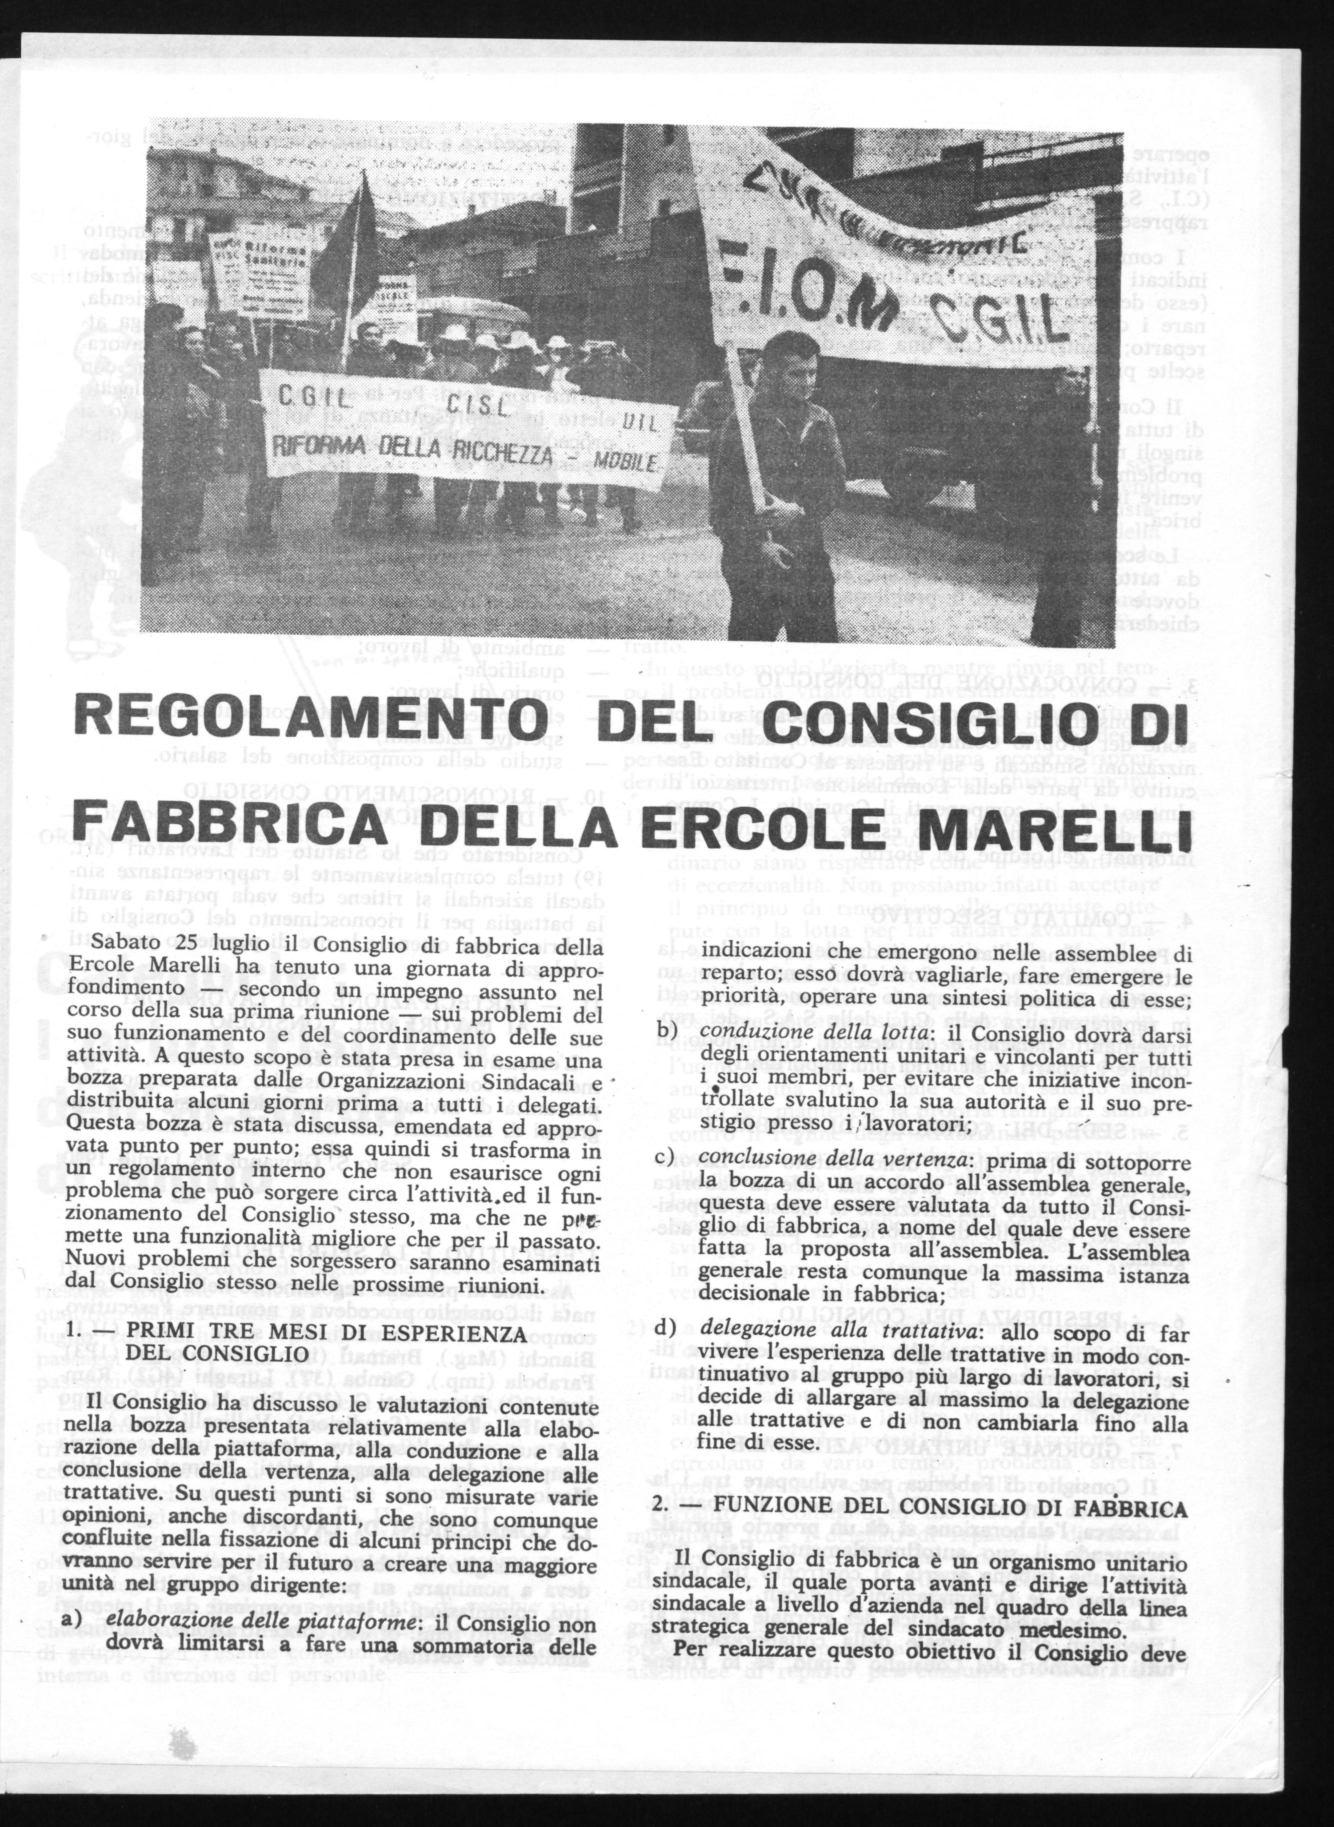 Riforma
Sanitaria
C.G.I.L. C.I.S.L. UIL
RIFORMA DELLA RICCHEZZA - MOBILE
F.I.O.M. C.G.I.L.
REGOLAMENTO DEL CONSIGLIO DI
FABBRICA DELLA ERCOLE MARELLI
Sabato 25 luglio il Consiglio di fabbrica della
Ercole Marelli ha tenuto una giornata di appro-
fondimento — secondo un impegno assunto nel
corso della sua prima riunione — sui problemi del
suo funzionamento e del coordinamento delle sue
attività. A questo scopo è stata presa in esame una
bozza preparata dalle Organizzazioni Sindacali e
distribuita alcuni giorni prima a tutti i delegati.
Questa bozza è stata discussa, emendata ed appro-
vata punto per punto; essa quindi si trasforma in
un regolamento interno che non esaurisce ogni
problema che può sorgere circa l'attività ed il fun-
zionamento del Consiglio stesso, ma che ne per-
mette una funzionalità migliore che per il passato.
Nuovi problemi che sorgessero saranno esaminati
dal Consiglio stesso nelle prossime riunioni.
1. — PRIMI TRE MESI DI ESPERIENZA
DEL CONSIGLIO
Il Consiglio ha discusso le valutazioni contenute
nella bozza presentata relativamente alla elabo-
razione della piattaforma, alla conduzione e alla
conclusione della vertenza, alla delegazione alle
trattative. Su questi punti si sono misurate varie
opinioni, anche discordanti, che sono comunque
confluite nella fissazione di alcuni principi che do-
vranno servire per il futuro a creare una maggiore
unità nel gruppo dirigente:
a) elaborazione delle piattaforme: il Consiglio non
dovrà limitarsi a fare una sommatoria delle
indicazioni che emergono nelle assemblee di
reparto; esso dovrà vagliarle, fare emergere le
priorità, operare una sintesi politica di esse;
b) conduzione della lotta: il Consiglio dovrà darsi
degli orientamenti unitari e vincolanti per tutti
i suoi membri, per evitare che iniziative incon-
trollate svalutino la sua autorità e il suo pre-
stigio presso i lavoratori;
c) conclusione della vertenza: prima di sottoporre
la bozza di un accordo all'assemblea generale,
questa deve essere valutata da tutto il Consi-
glio di fabbrica, a nome del quale deve essere
fatta la proposta all'assemblea. L'assemblea
generale resta comunque la massima istanza
decisionale in fabbrica;
d) delegazione alla trattativa: allo scopo di far
vivere l'esperienza delle trattative in modo con-
tinuativo al gruppo più largo di lavoratori, si
decide di allargare al massimo la delegazione
alle trattative e di non cambiarla fino alla
fine di esse.
2. — FUNZIONE DEL CONSIGLIO DI FABBRICA
Il Consiglio di fabbrica è un organismo unitario
sindacale, il quale porta avanti e dirige l'attività
sindacale a livello d'azienda nel quadro della linea
strategica generale del sindacato medesimo.
Per realizzare questo obiettivo il Consiglio deve